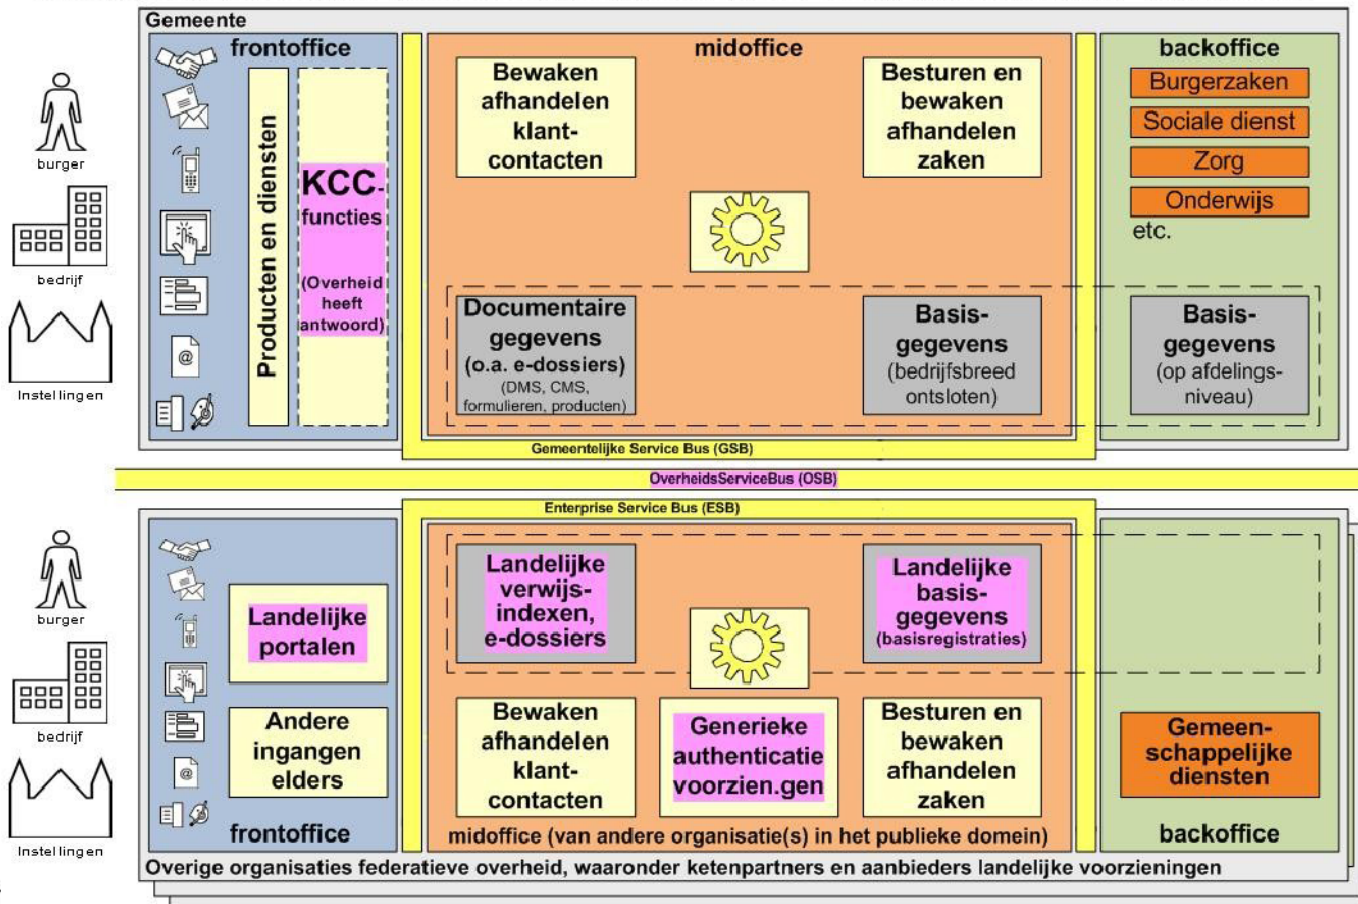 Gemeente
frontoffice
midoffice
backoffice
burger
bedrijf
Instellingen
Producten en diensten
KCC-
functies
(Overheid
heeft
antwoord)
Bewaken
afhandelen
klant-
contacten
Besturen en
bewaken
afhandelen
zaken
Burgerzaken
Sociale dienst
Zorg
Onderwijs
etc.
@
Documentaire
gegevens
(o.a. e-dossiers)
(DMS, CMS,
formulieren, producten)
Basis-
gegevens
(bedrijfsbreed
ontsloten)
Basis-
gegevens
(op afdelings-
niveau)
Gemeentelijke Service Bus (GSB)
OverheidsServiceBus (OSB)
Enterprise Service Bus (ESB)
burger
bedrijf
Instellingen
Landelijke
portalen
Andere
ingangen
elders
@
frontoffice
Landelijke
verwijs-
indexen,
e-dossiers
Landelijke
basis-
gegevens
(basisregistraties)
Bewaken
afhandelen
klant-
contacten
Generieke
authenticatie
voorzien.gen
Besturen en
bewaken
afhandelen
zaken
Gemeen-
schappelijke
diensten
midoffice (van andere organisatie(s) in het publieke domein)
backoffice
Overige organisaties federatieve overheid, waaronder ketenpartners en aanbieders landelijke voorzieningen